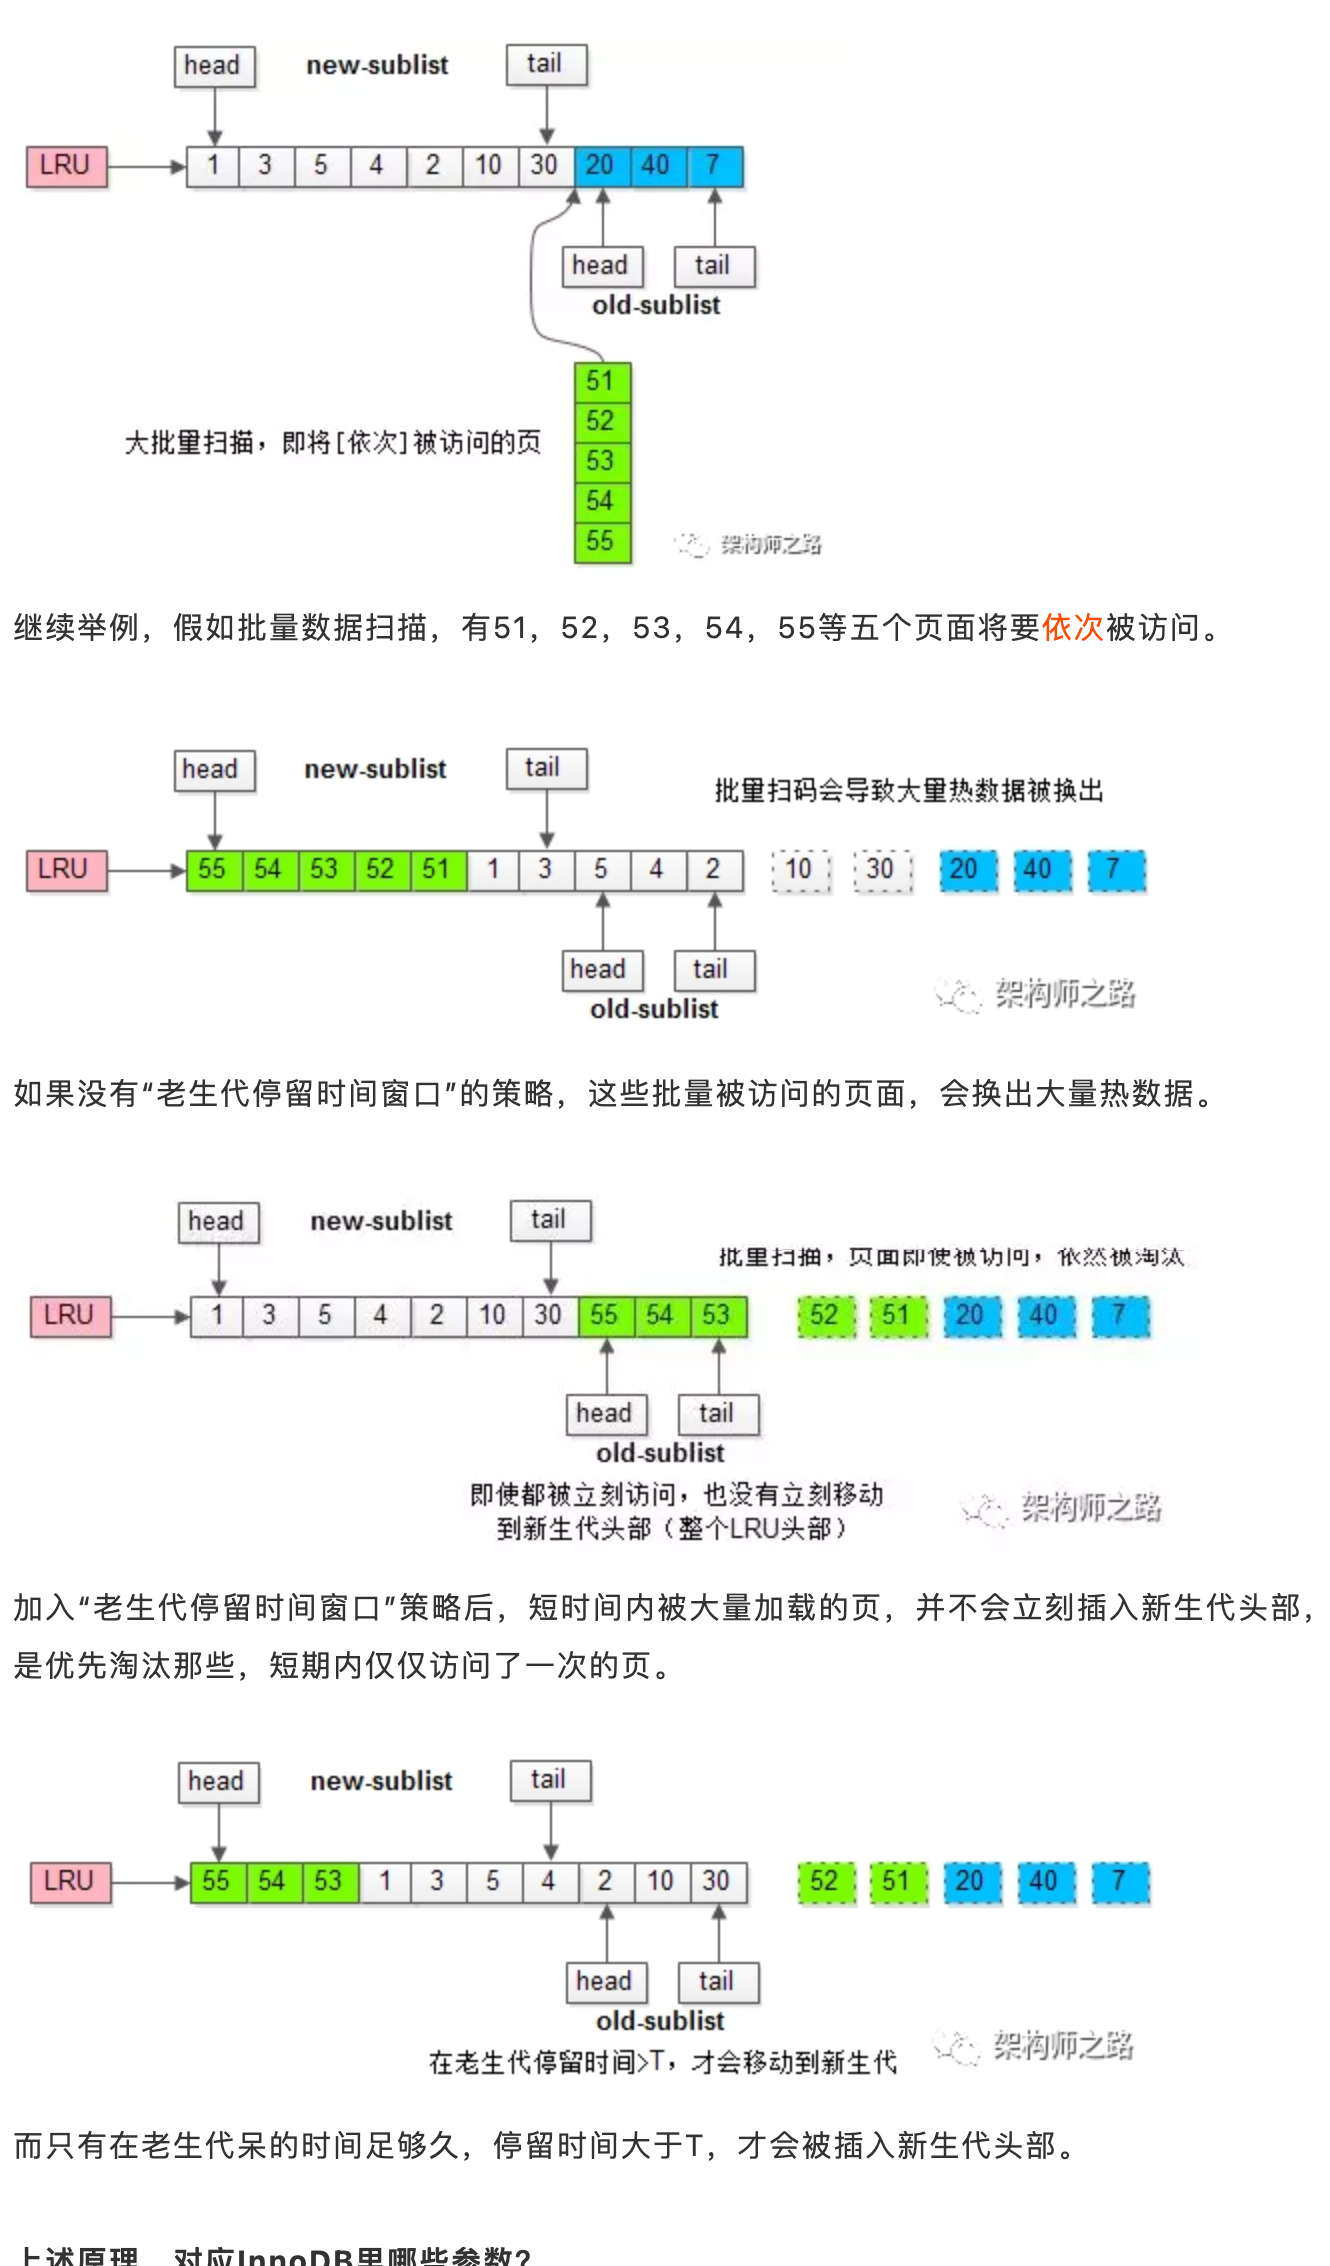 head new-sublist tail
LRU 1 3 5 4 2 10 30 20 40 7
head tail
old-sublist
51
52
大批量扫描，即将[依次]被访问的页
53
54
55
架构师之路
继续举例，假如批量数据扫描，有51，52，53，54，55等五个页面将要依次被访问。
head new-sublist tail
批量扫码会导致大量热数据被换出
LRU 55 54 53 52 51 1 3 5 4 2 10 30 20 40 7
head tail
架构师之路
old-sublist
如果没有“老生代停留时间窗口”的策略，这些批量被访问的页面，会换出大量热数据。
head new-sublist tail
批量扫描，页面即使被访问，依然被淘汰
LRU 1 3 5 4 2 10 30 55 54 53 52 51 20 40 7
head tail
old-sublist
即使都被立刻访问，也没有立刻移动
到新生代头部（整个LRU头部）
架构师之路
加入“老生代停留时间窗口”策略后，短时间内被大量加载的页，并不会立刻插入新生代头部，
是优先淘汰那些，短期内仅仅访问了一次的页。
head new-sublist tail
LRU 55 54 53 1 3 5 4 2 10 30 52 51 20 40 7
head tail
old-sublist
架构师之路
在老生代停留时间>T，才会移动到新生代
而只有在老生代呆的时间足够久，停留时间大于T，才会被插入新生代头部。
上述原理，对应InnoDB里哪些参数？